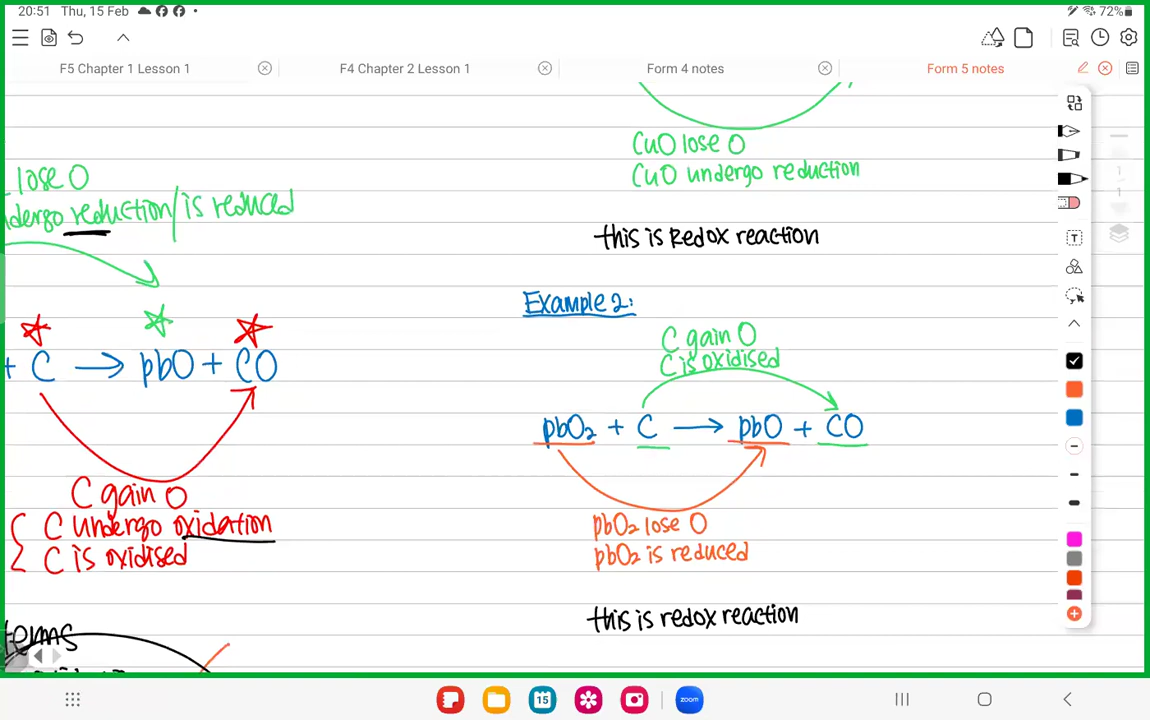 20:51 Thu, 15 Feb
72%
F5 Chapter 1 Lesson 1
F4 Chapter 2 Lesson 1
Form 4 notes
Form 5 notes
CuO lose O
CuO undergo reduction
this is Redox reaction
lose O
dergo reduction/is reduced
+ C → pbO + CO
C gain O
C undergo oxidation
C is oxidised
Example 2:
C gain O
C is oxidised
pbO₂ + C → pbO + CO
pbO₂ lose O
pbO₂ is reduced
this is redox reaction
terms
T
15
zoom